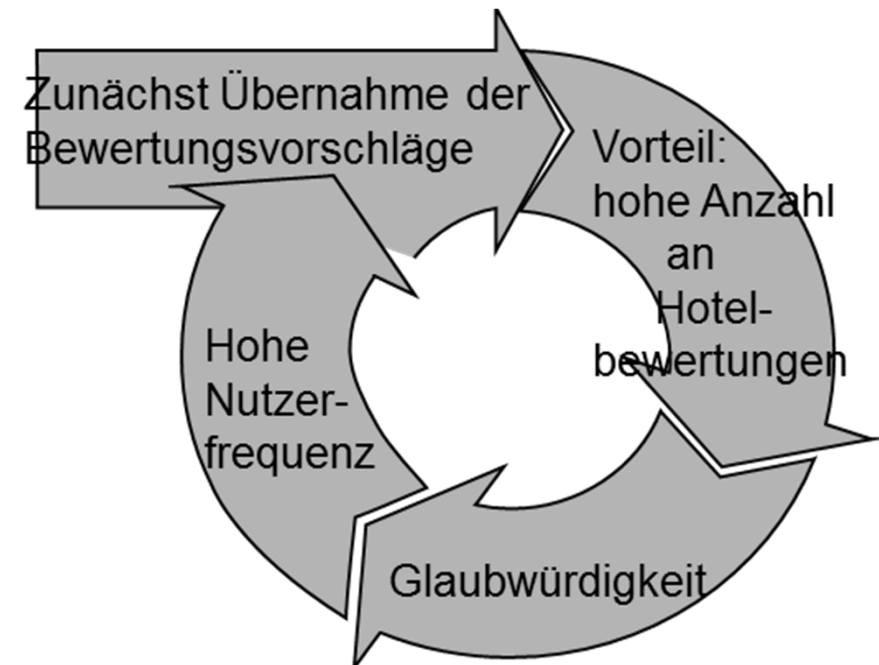 Zunächst Übernahme der
Bewertungsvorschläge
Vorteil:
hohe Anzahl
an
Hotel-
bewertungen
Glaubwürdigkeit
Hohe
Nutzer-
frequenz